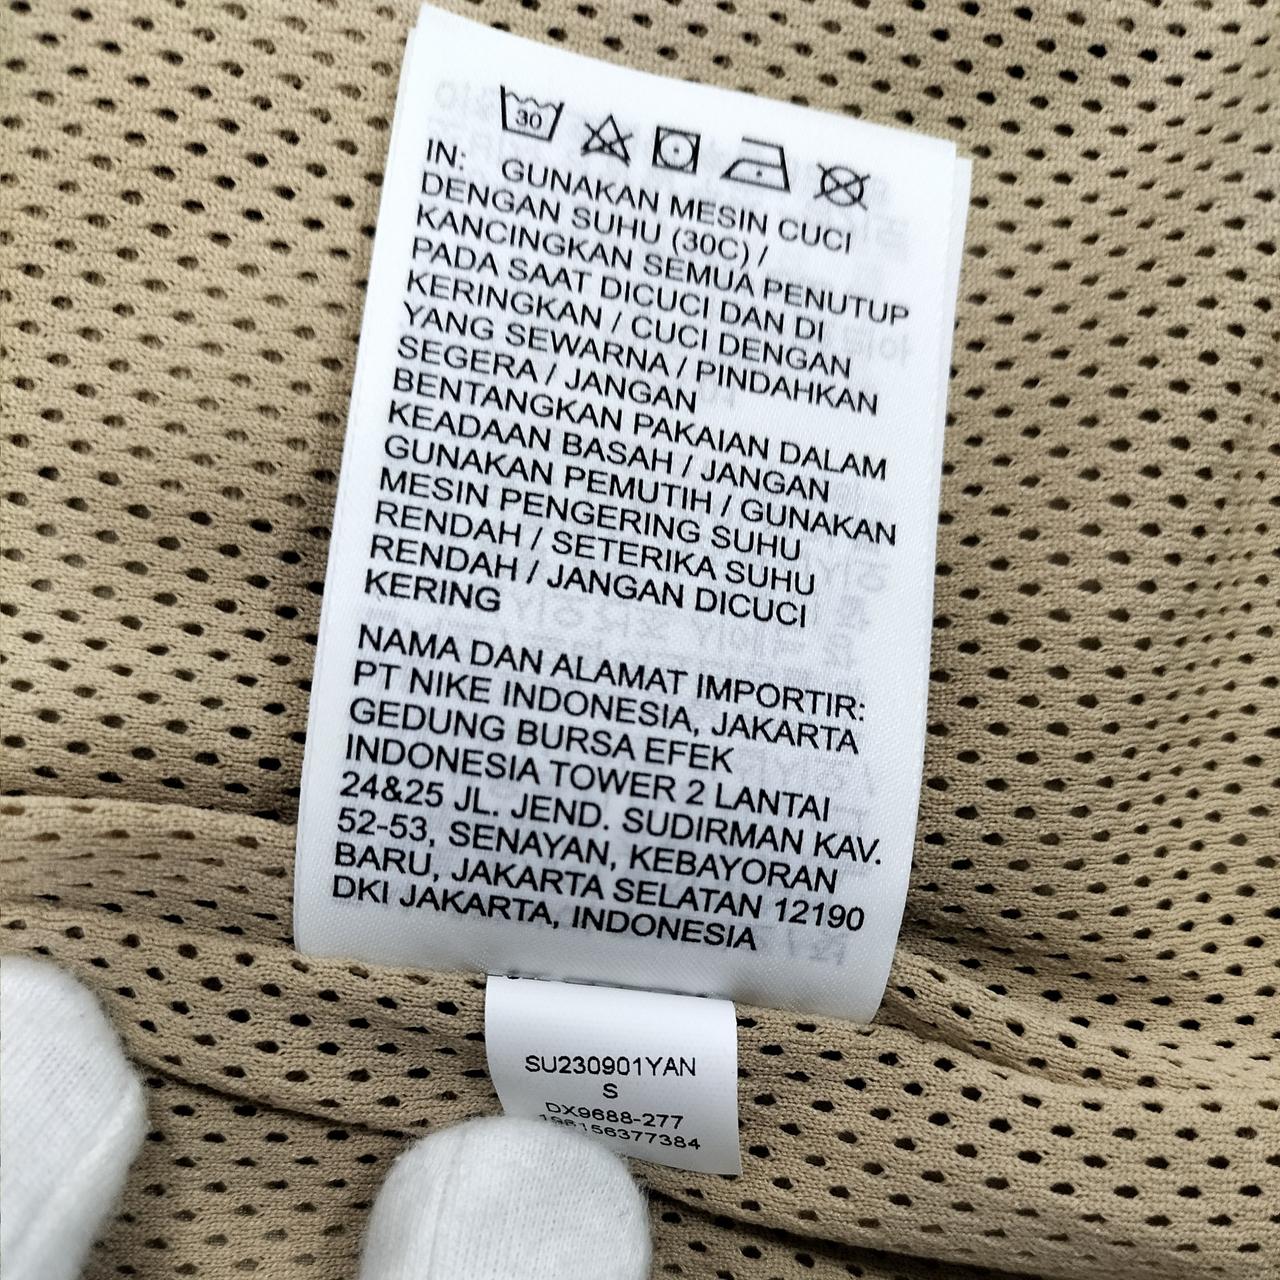 30
IN: GUNAKAN MESIN CUCI
DENGAN SUHU (30C) /
KANCINGKAN SEMUA PENUTUP
PADA SAAT DICUCI DAN DI
KERINGKAN / CUCI DENGAN
YANG SEWARNA / PINDAHKAN
SEGERA / JANGAN
BENTANGKAN PAKAIAN DALAM
KEADAAN BASAH / JANGAN
GUNAKAN PEMUTIH / GUNAKAN
MESIN PENGERING SUHU
RENDAH / SETERIKA SUHU
RENDAH / JANGAN DICUCI
KERING
NAMA DAN ALAMAT IMPORTIR:
PT NIKE INDONESIA, JAKARTA
GEDUNG BURSA EFEK
INDONESIA TOWER 2 LANTAI
24&25 JL. JEND. SUDIRMAN KAV.
52-53, SENAYAN, KEBAYORAN
BARU, JAKARTA SELATAN 12190
DKI JAKARTA, INDONESIA
SU230901YAN
S
DX9688-277